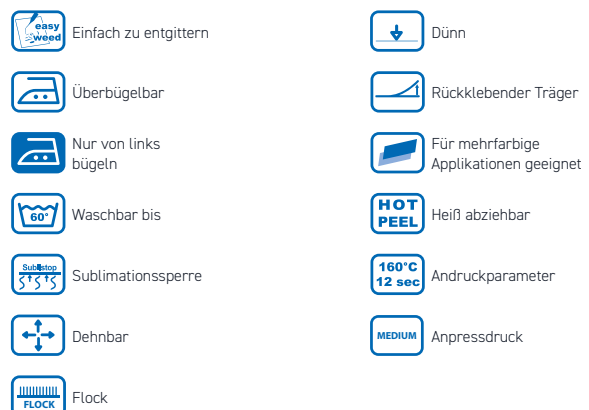 easy
weed
Einfach zu entgittern
Überbügelbar
Nur von links
bügeln
60°
Waschbar bis
Substop
Sublimationssperre
Dehnbar
FLOCK
Flock
Dünn
Rückklebender Träger
Für mehrfarbige
Applikationen geeignet
HOT
PEEL
Heiß abziehbar
160°C
12 sec
Andruckparameter
MEDIUM
Anpressdruck